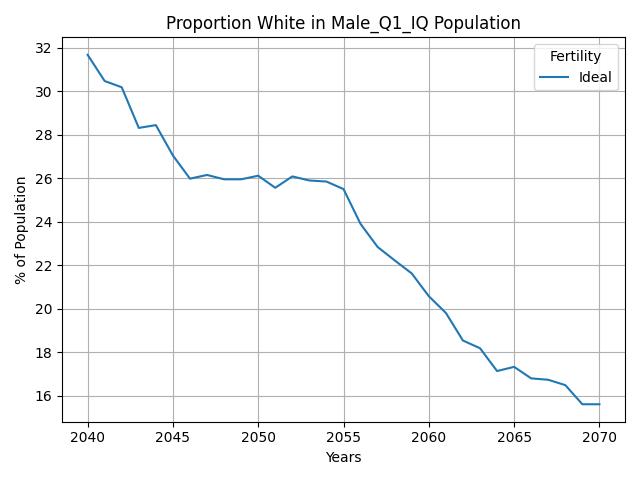 Proportion White in Male_Q1_IQ Population
Fertility
Ideal
% of Population
32
30
28
26
24
22
20
18
16
2040 2045 2050 2055 2060 2065 2070
Years